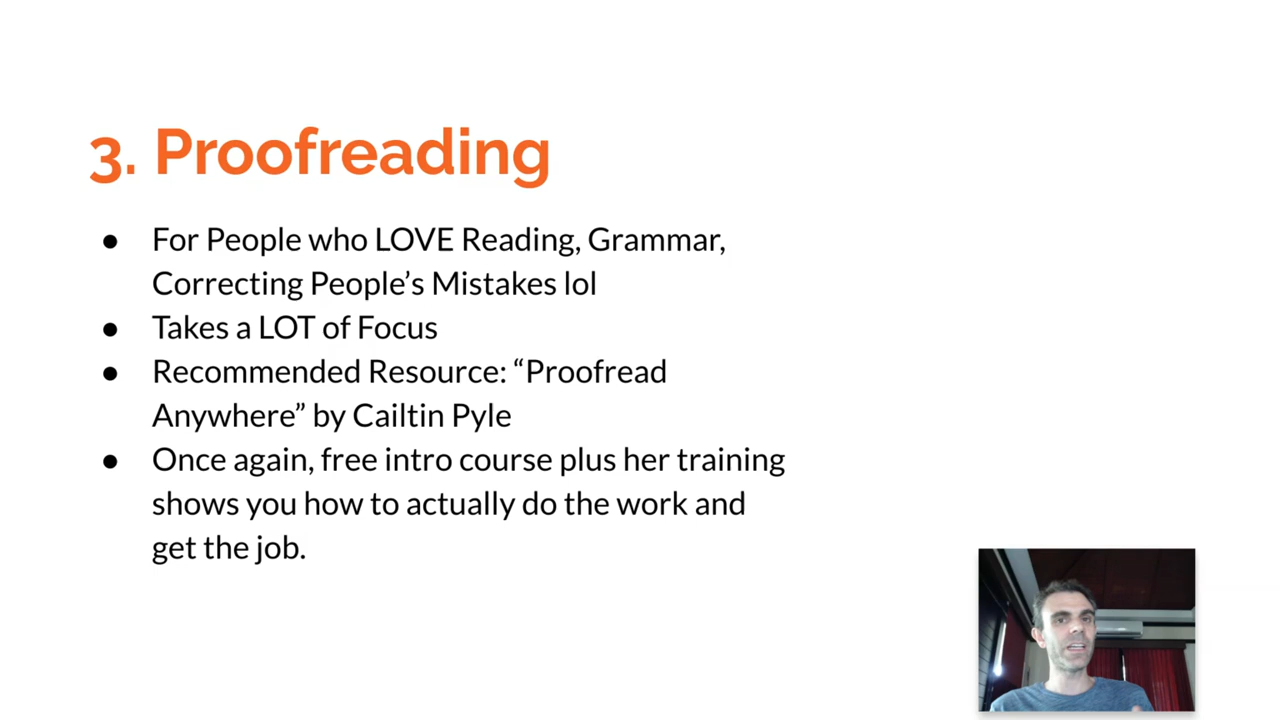 3. Proofreading
● For People who LOVE Reading, Grammar,
Correcting People’s Mistakes lol
● Takes a LOT of Focus
● Recommended Resource: “Proofread
Anywhere” by Cailtin Pyle
● Once again, free intro course plus her training
shows you how to actually do the work and
get the job.